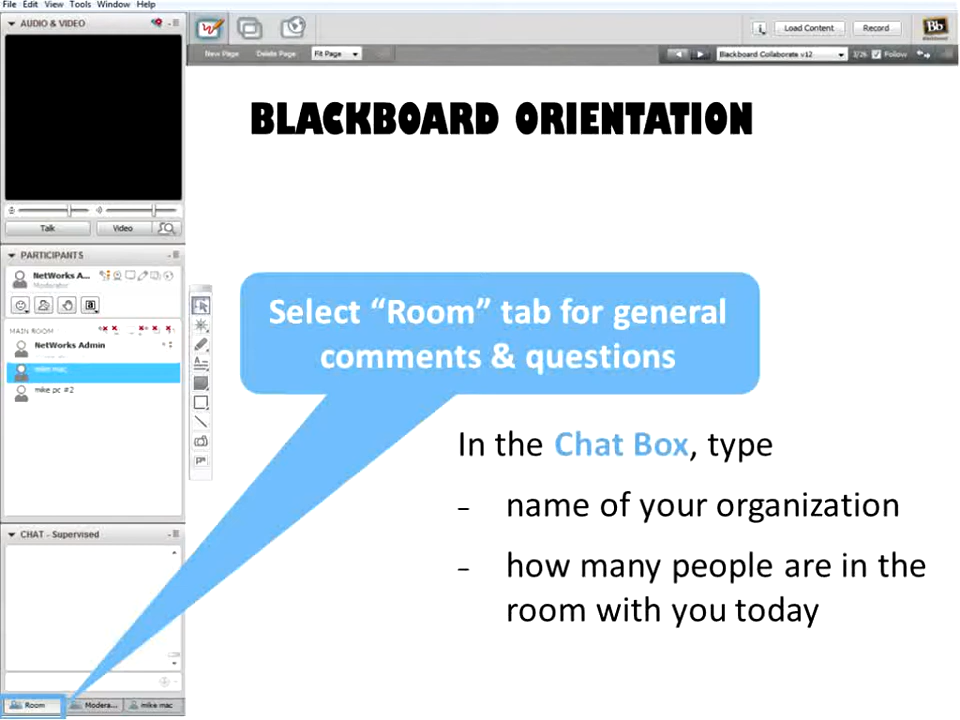 File Edit View Tools Window Help
AUDIO & VIDEO
Load Content
Record
Bb
New Page
Delete Page
Fit Page
Blackboard Collaborate v12
Follow
BLACKBOARD ORIENTATION
Talk
Video
PARTICIPANTS
NetWorks A...
Moderator
MAIN ROOM
NetWorks Admin
mike mac
mike pc #2
Select “Room” tab for general
comments & questions
In the Chat Box, type
– name of your organization
– how many people are in the
room with you today
CHAT - Supervised
Room
Modera...
mike mac